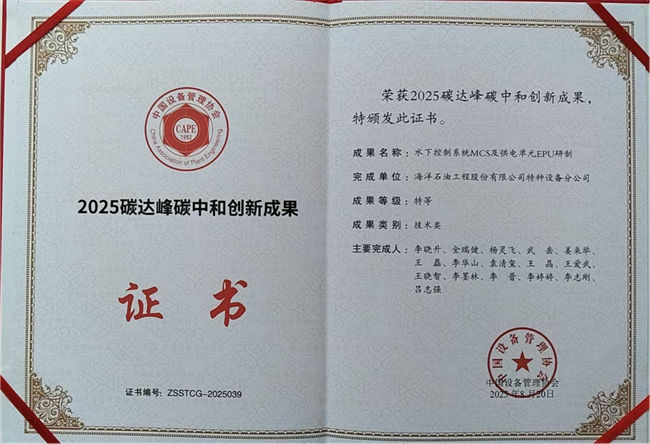 中国设备管理协会
CAPE
1982
China Association of Plant Engineering
2025碳达峰碳中和创新成果
证 书
证书编号：ZSSTCG-2025039
荣获2025碳达峰碳中和创新成果，
特颁发此证书。
成果名称：水下控制系统MCS及供电单元EPU研制
完成单位：海洋石油工程股份有限公司特种设备分公司
成果等级：特等
成果类别：技术类
主要完成人：李晓升、金瑞健、杨灵飞、武 岳、姜来举、
王 磊、李华山、袁清玺、王 晶、王爱武、
王晓智、李墨林、李 晋、李婷婷、李志刚、
吕志强
中国设备管理协会
中国设备管理协会
2025年8月20日